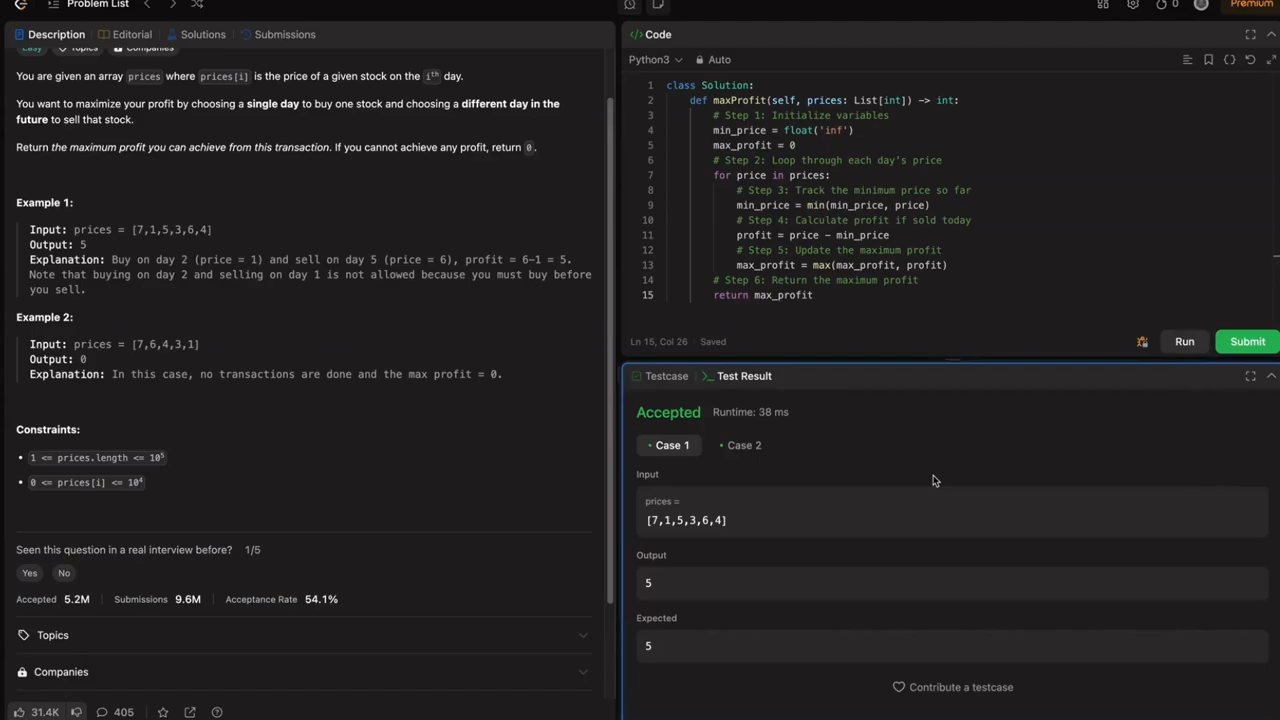 Problem List
Premium
0
Description
Editorial
Solutions
Submissions
Easy
Topics
Companies
You are given an array prices where prices[i] is the price of a given stock on the ith day.
You want to maximize your profit by choosing a single day to buy one stock and choosing a different day in the
future to sell that stock.
Return the maximum profit you can achieve from this transaction. If you cannot achieve any profit, return 0.
Example 1:
Input: prices = [7,1,5,3,6,4]
Output: 5
Explanation: Buy on day 2 (price = 1) and sell on day 5 (price = 6), profit = 6-1 = 5.
Note that buying on day 2 and selling on day 1 is not allowed because you must buy before
you sell.
Example 2:
Input: prices = [7,6,4,3,1]
Output: 0
Explanation: In this case, no transactions are done and the max profit = 0.
Constraints:
• 1 <= prices.length <= 10⁵
• 0 <= prices[i] <= 10⁴
Seen this question in a real interview before? 1/5
Yes No
Accepted 5.2M | Submissions 9.6M | Acceptance Rate 54.1%
Topics
Companies
31.4K 405
</> Code
Python3 Auto
1 class Solution:
2 def maxProfit(self, prices: List[int]) -> int:
3 # Step 1: Initialize variables
4 min_price = float('inf')
5 max_profit = 0
6 # Step 2: Loop through each day's price
7 for price in prices:
8 # Step 3: Track the minimum price so far
9 min_price = min(min_price, price)
10 # Step 4: Calculate profit if sold today
11 profit = price - min_price
12 # Step 5: Update the maximum profit
13 max_profit = max(max_profit, profit)
14 # Step 6: Return the maximum profit
15 return max_profit
Ln 15, Col 26 Saved
Run Submit
Testcase >_ Test Result
Accepted Runtime: 38 ms
• Case 1 • Case 2
Input
prices =
[7,1,5,3,6,4]
Output
5
Expected
5
Contribute a testcase